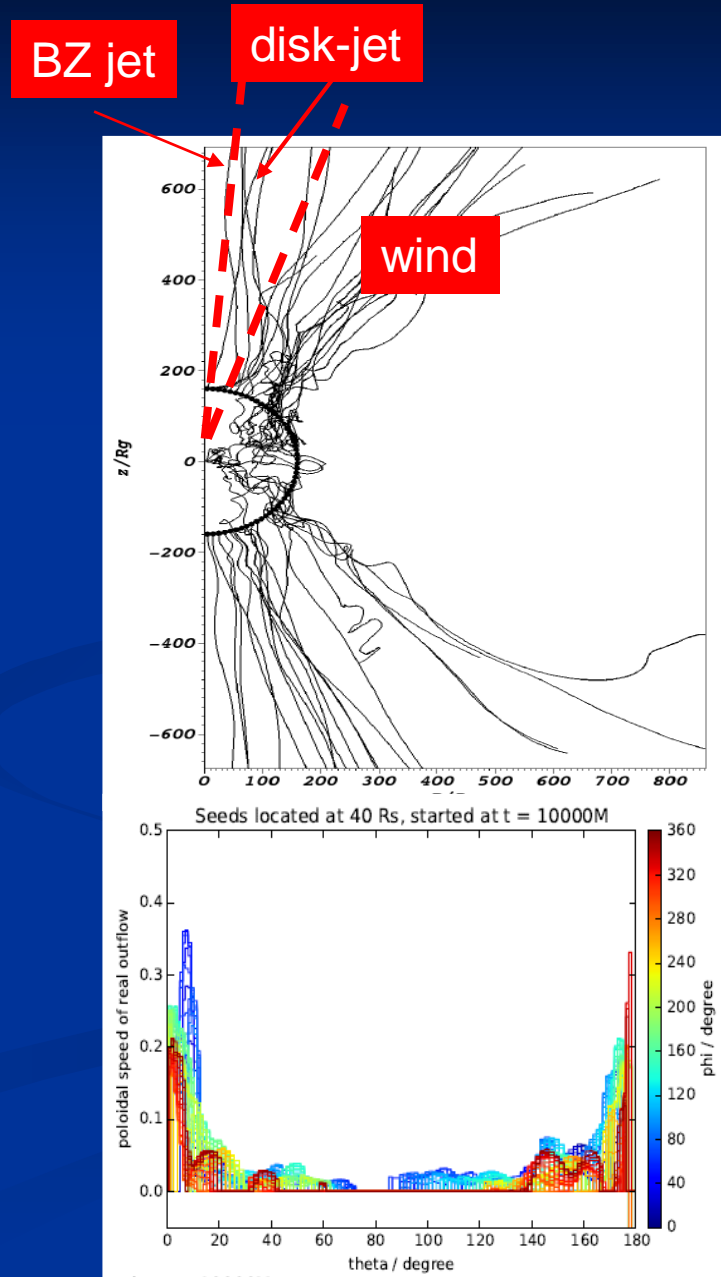 BZ jet
disk-jet
wind
600
400
200
0
−200
−400
−600
z/Rg
0 100 200 300 400 500 600 700 800
Seeds located at 40 Rs, started at t = 10000M
0.5
0.4
0.3
0.2
0.1
0.0
poloidal speed of real outflow
0 20 40 60 80 100 120 140 160 180
theta / degree
360
320
280
240
200
160
120
80
40
0
phi / degree